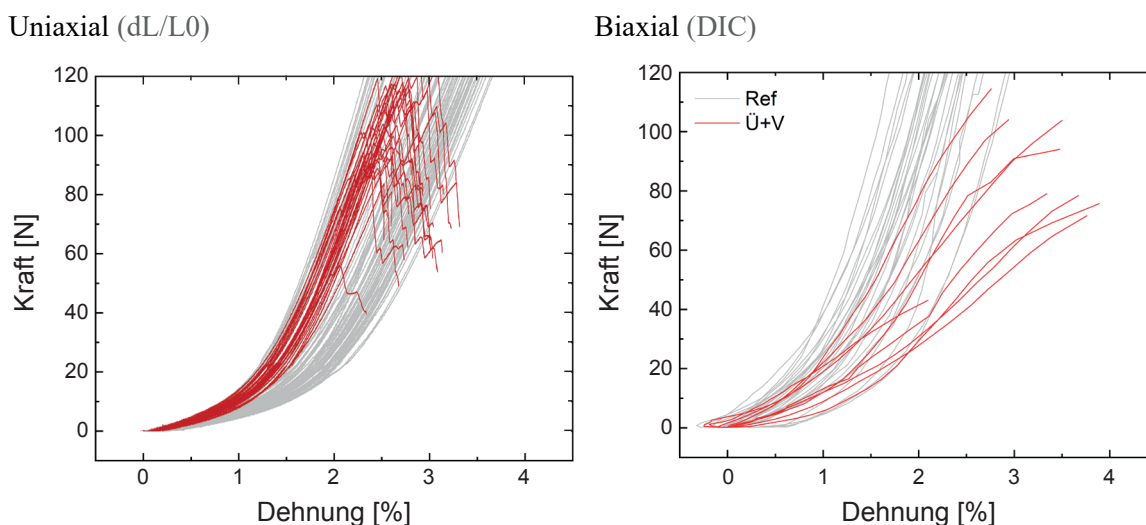 Uniaxial (dL/L0)
Biaxial (DIC)
120
100
80
60
40
20
0
Kraft [N]
0 1 2 3 4
Dehnung [%]
120
100
80
60
40
20
0
Kraft [N]
Ref
Ü+V
0 1 2 3 4
Dehnung [%]